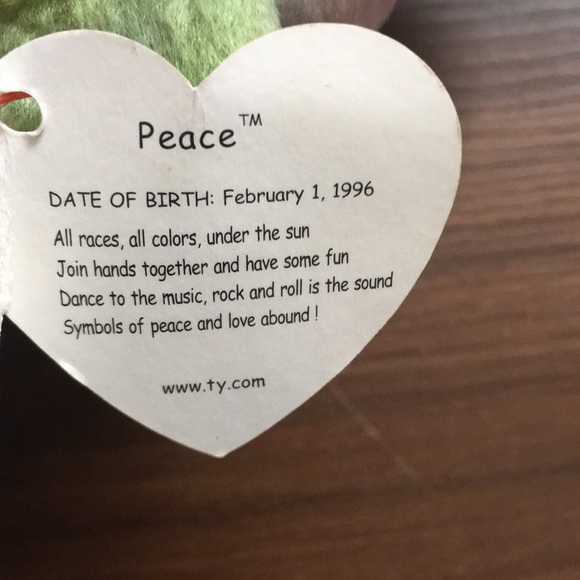 Peace™
DATE OF BIRTH: February 1, 1996
All races, all colors, under the sun
Join hands together and have some fun
Dance to the music, rock and roll is the sound
Symbols of peace and love abound !
www.ty.com